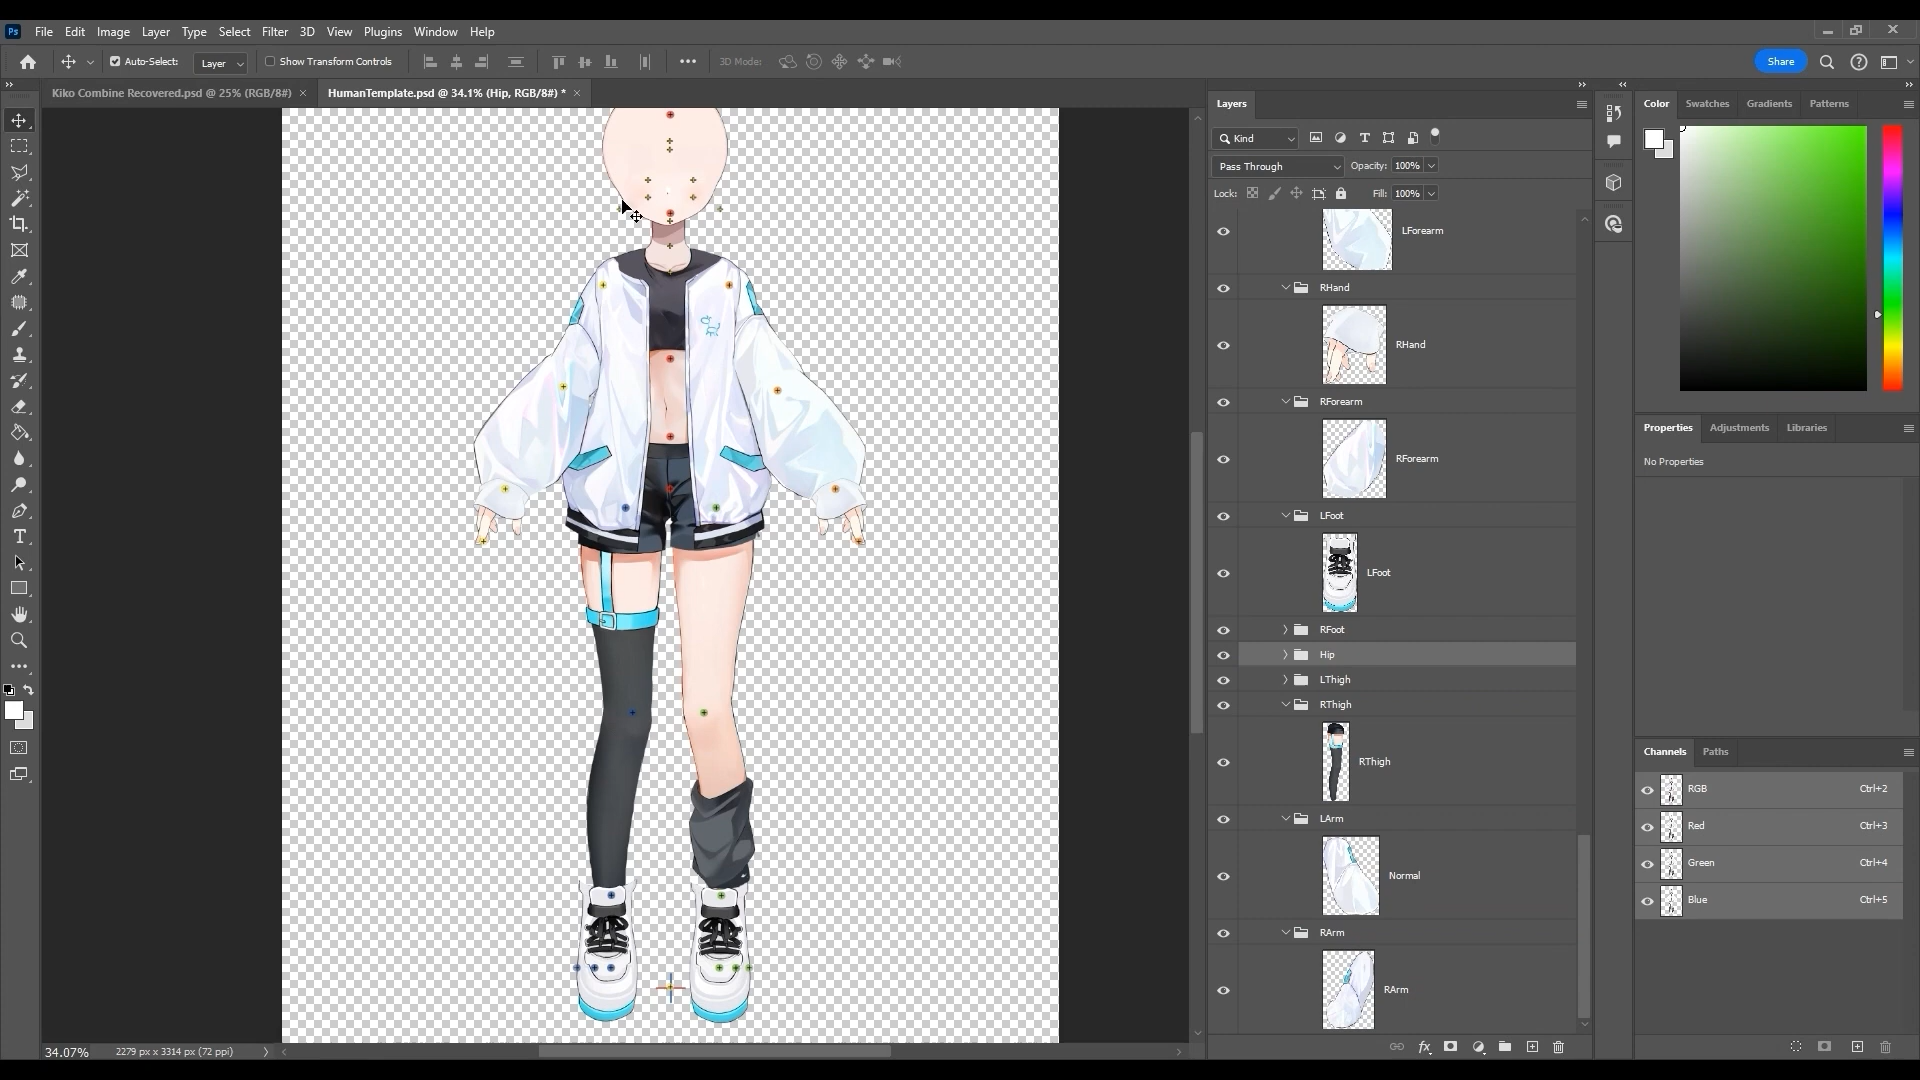 Ps File Edit Image Layer Type Select Filter 3D View Plugins Window Help
Auto-Select: Layer Show Transform Controls 3D Mode: Share
Kiko Combine Recovered.psd @ 25% (RGB/8#) HumanTemplate.psd @ 34.1% (Hip, RGB/8#) *
Layers
Kind
Pass Through Opacity: 100%
Lock: Fill: 100%
LForearm
RHand
RHand
RForearm
RForearm
LFoot
LFoot
RFoot
Hip
LThigh
RThigh
RThigh
LArm
Normal
RArm
RArm
Color Swatches Gradients Patterns
Properties Adjustments Libraries
No Properties
Channels Paths
RGB Ctrl+2
Red Ctrl+3
Green Ctrl+4
Blue Ctrl+5
34.07% 2279 px x 3314 px (72 ppi)